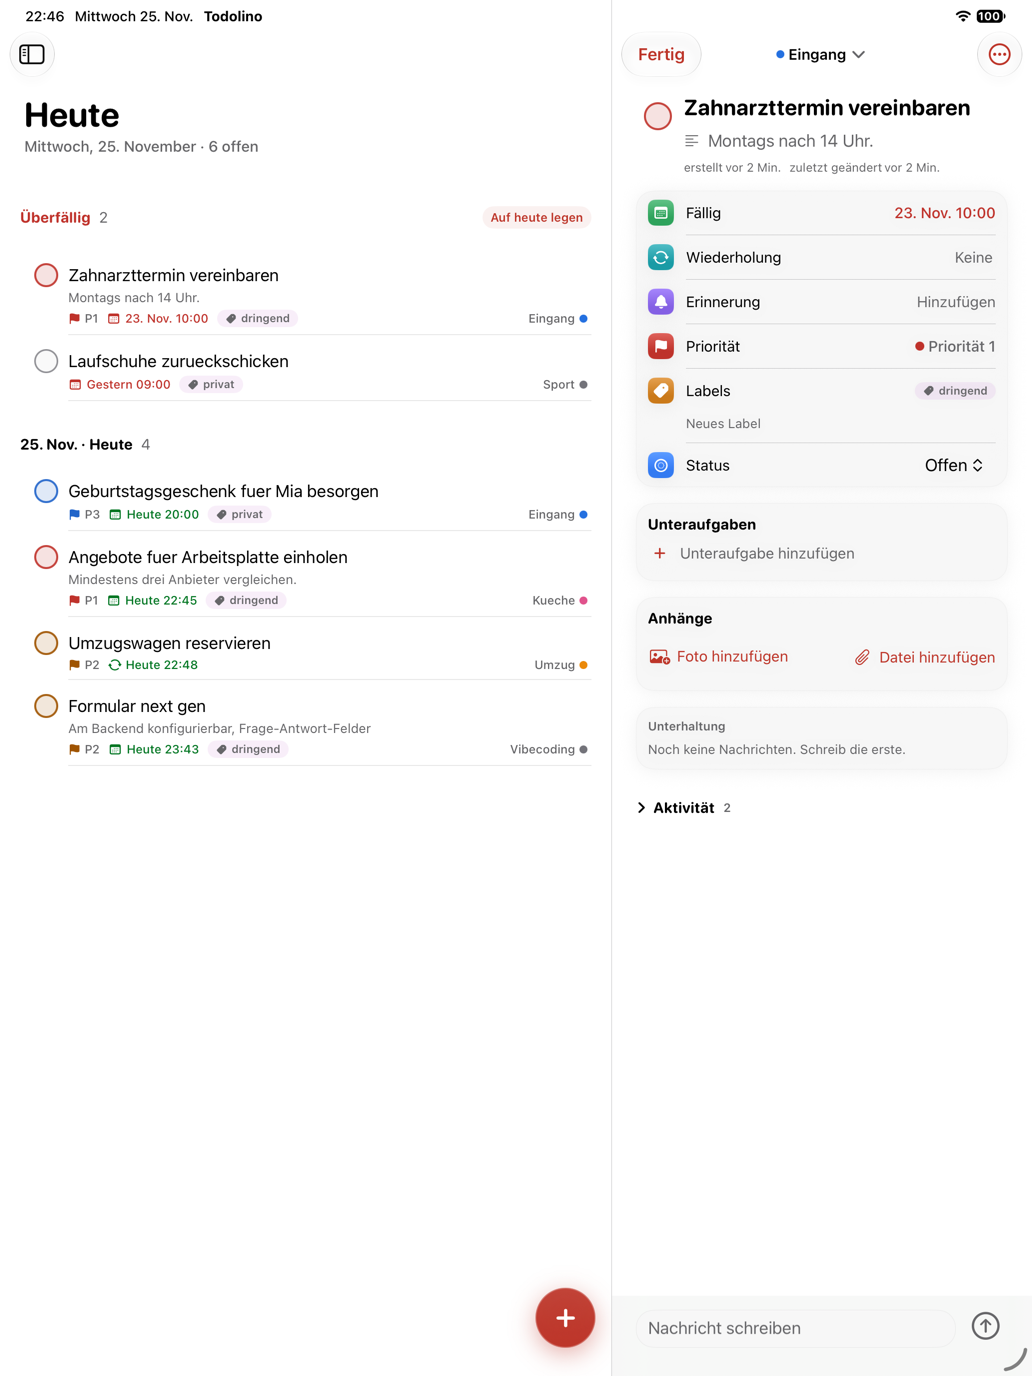 22:46 Mittwoch 25. Nov. Todolino
100
Heute
Mittwoch, 25. November · 6 offen
Überfällig 2
Auf heute legen
Zahnarzttermin vereinbaren
Montags nach 14 Uhr.
P1 23. Nov. 10:00 dringend Eingang
Laufschuhe zurueckschicken
Gestern 09:00 privat Sport
25. Nov. · Heute 4
Geburtstagsgeschenk fuer Mia besorgen
P3 Heute 20:00 privat Eingang
Angebote fuer Arbeitsplatte einholen
Mindestens drei Anbieter vergleichen.
P1 Heute 22:45 dringend Kueche
Umzugswagen reservieren
P2 Heute 22:48 Umzug
Formular next gen
Am Backend konfigurierbar, Frage-Antwort-Felder
P2 Heute 23:43 dringend Vibecoding
Fertig
Eingang
Zahnarzttermin vereinbaren
Montags nach 14 Uhr.
erstellt vor 2 Min. zuletzt geändert vor 2 Min.
Fällig 23. Nov. 10:00
Wiederholung Keine
Erinnerung Hinzufügen
Priorität Priorität 1
Labels dringend
Neues Label
Status Offen
Unteraufgaben
Unteraufgabe hinzufügen
Anhänge
Foto hinzufügen Datei hinzufügen
Unterhaltung
Noch keine Nachrichten. Schreib die erste.
Aktivität 2
Nachricht schreiben